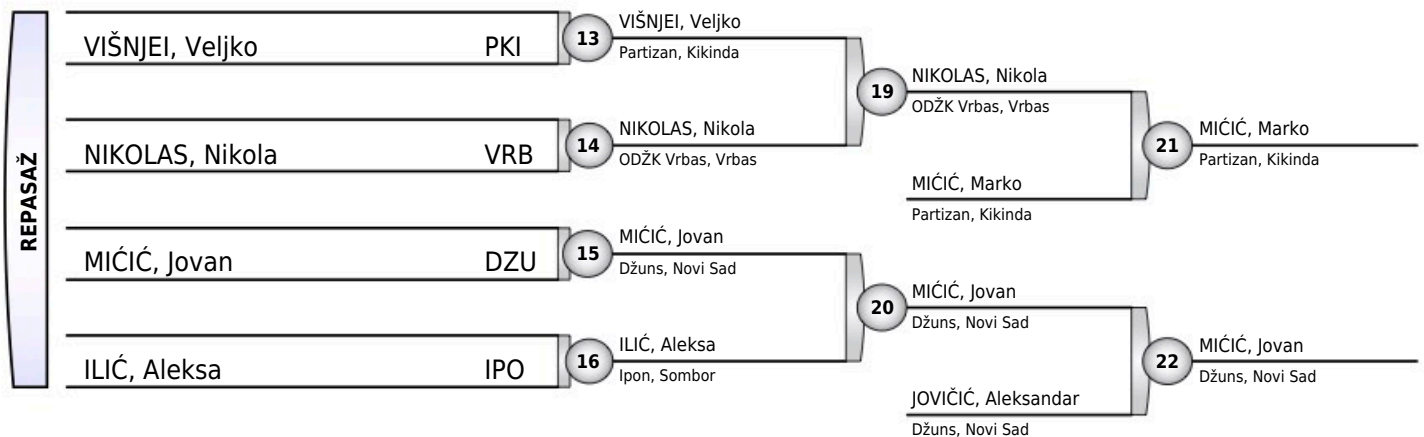 REPASAŽ
VIŠNJEI, Veljko PKI
13
VIŠNJEI, Veljko
Partizan, Kikinda
NIKOLAS, Nikola VRB
14
NIKOLAS, Nikola
ODŽK Vrbas, Vrbas
19
NIKOLAS, Nikola
ODŽK Vrbas, Vrbas
MIĆIĆ, Marko
Partizan, Kikinda
21
MIĆIĆ, Marko
Partizan, Kikinda
MIĆIĆ, Jovan DZU
15
MIĆIĆ, Jovan
Džuns, Novi Sad
ILIĆ, Aleksa IPO
16
ILIĆ, Aleksa
Ipon, Sombor
20
MIĆIĆ, Jovan
Džuns, Novi Sad
JOVIČIĆ, Aleksandar
Džuns, Novi Sad
22
MIĆIĆ, Jovan
Džuns, Novi Sad